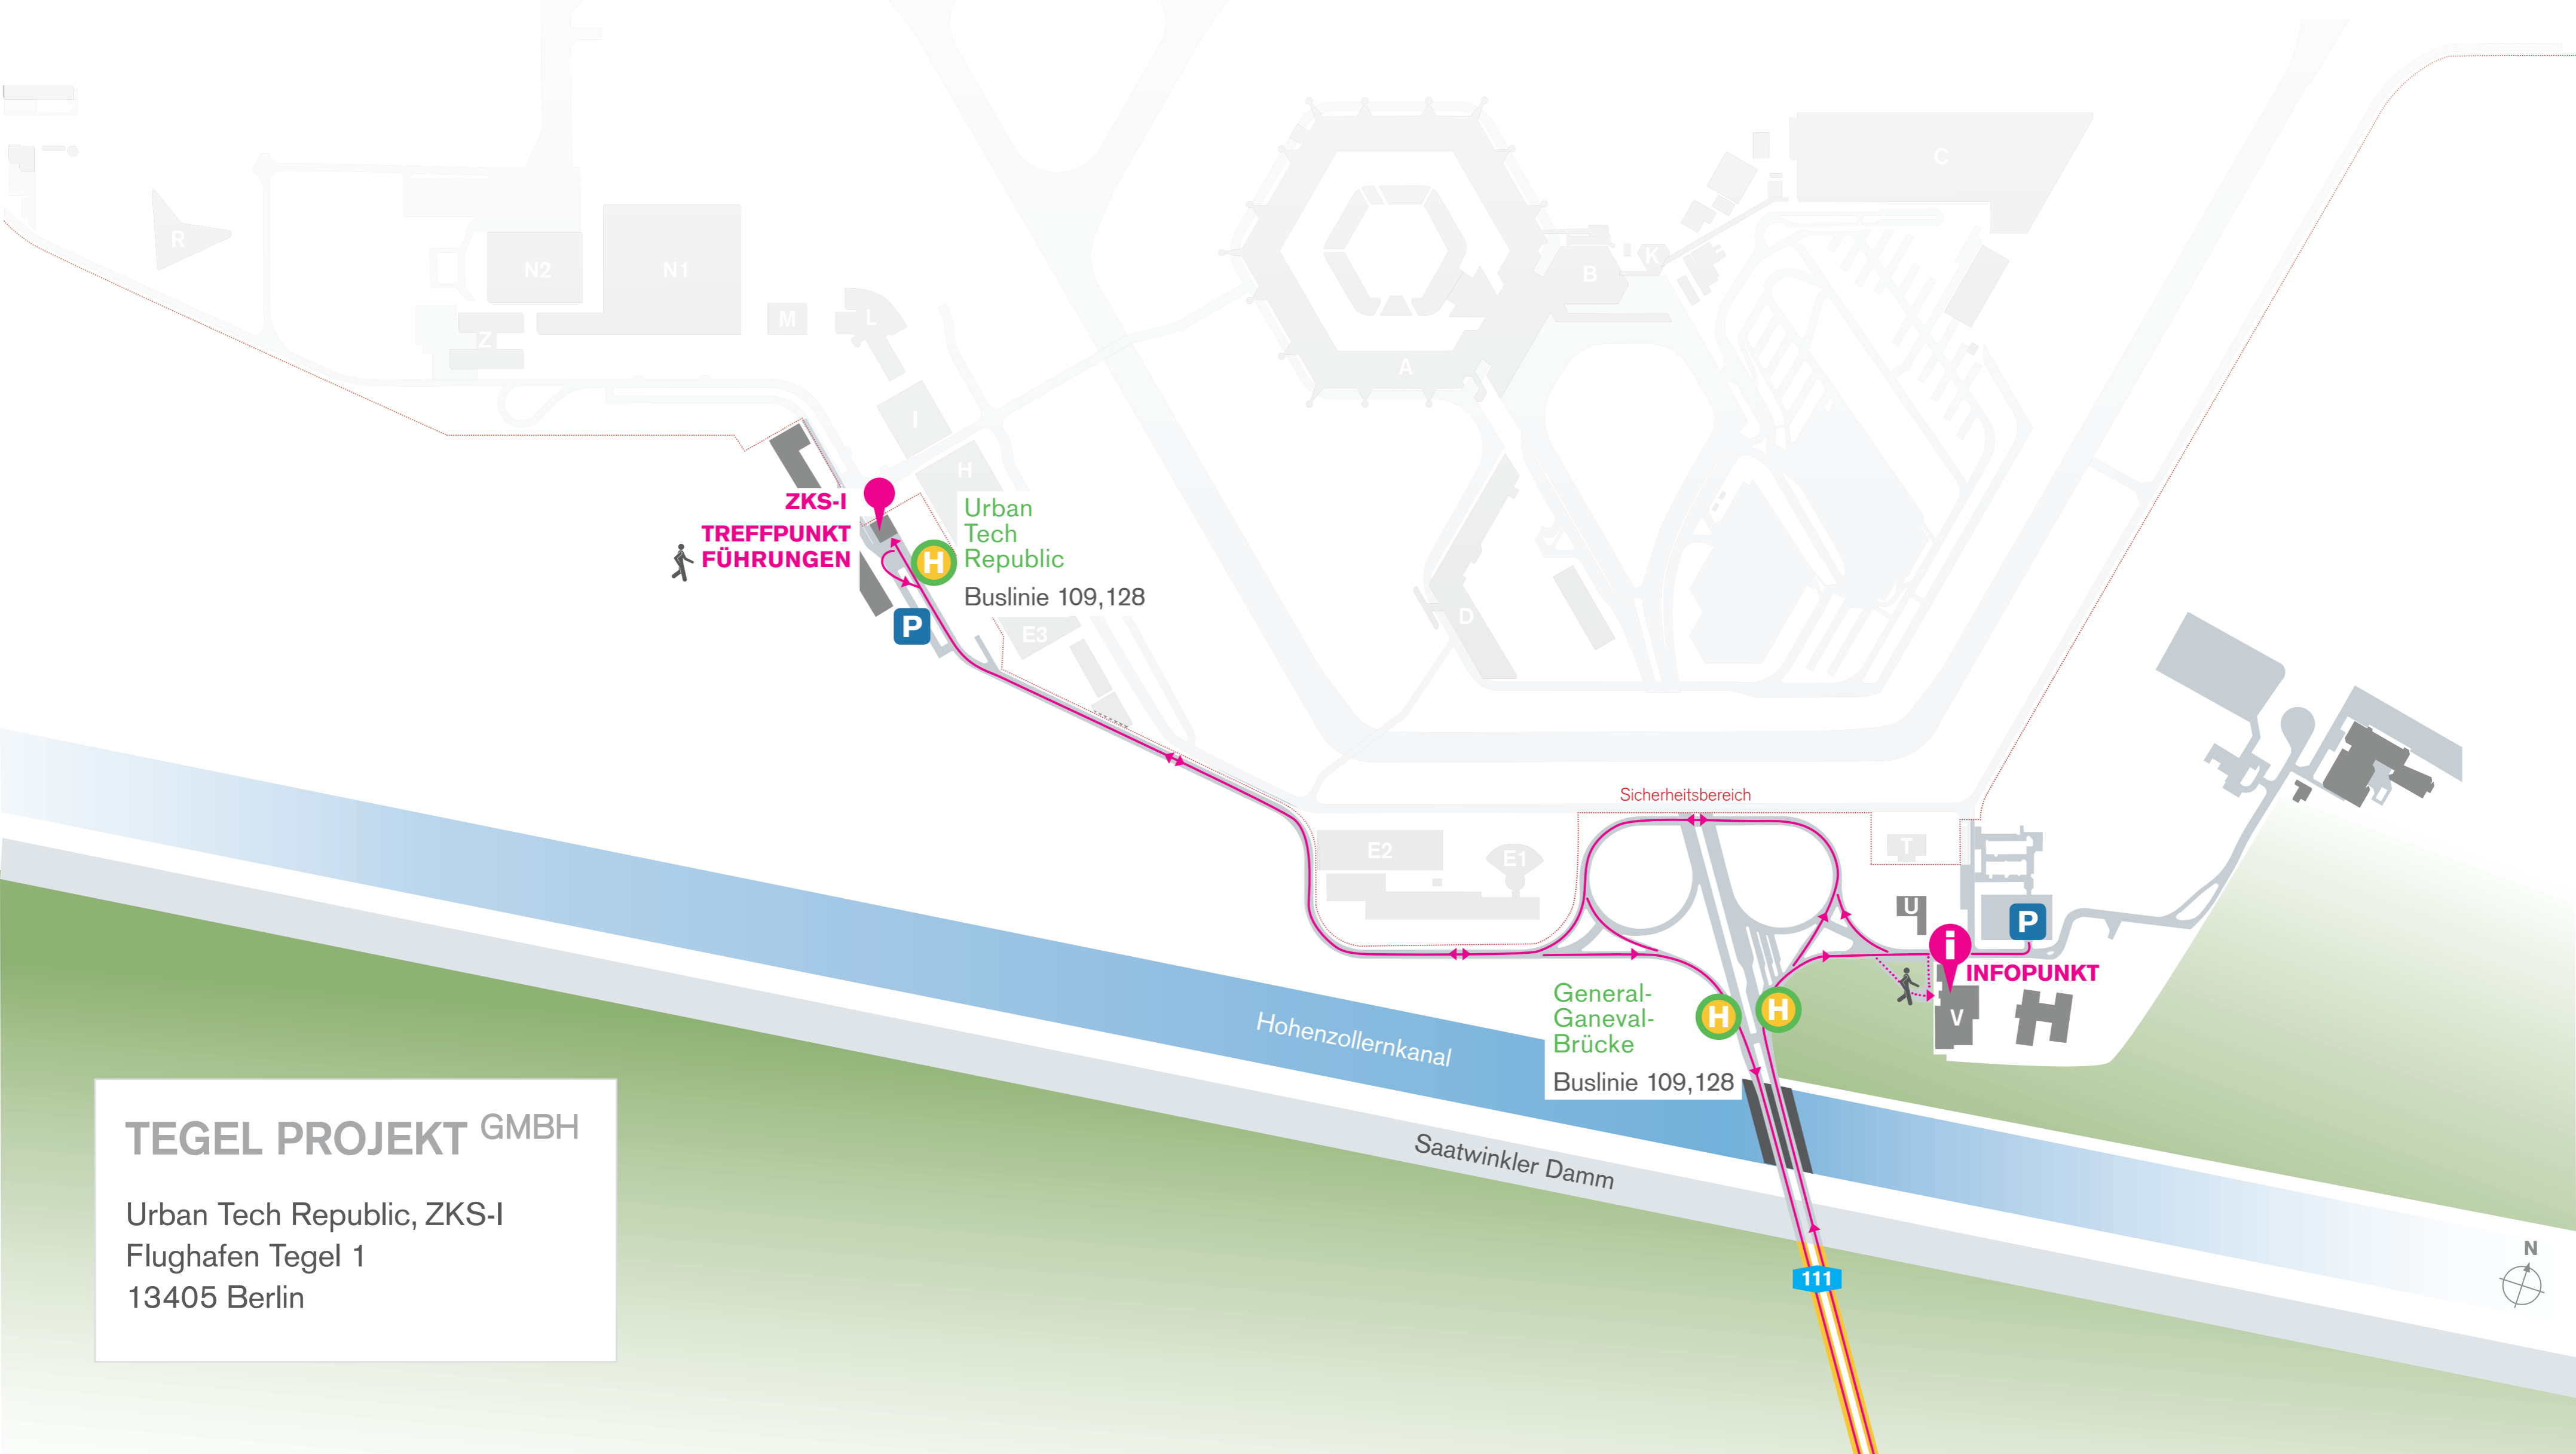 C
R
N2
N1
B
K
M
L
Z
A
I
H
ZKS-I
TREFFPUNKT
FÜHRUNGEN
H
Urban
Tech
Republic
Buslinie 109,128
P
E3
D
Sicherheitsbereich
E2
E1
T
U
P
i
INFOPUNKT
V
General-
Ganeval-
Brücke
Buslinie 109,128
H
H
Hohenzollernkanal
Saatwinkler Damm
111
N
TEGEL PROJEKT GMBH
Urban Tech Republic, ZKS-I
Flughafen Tegel 1
13405 Berlin